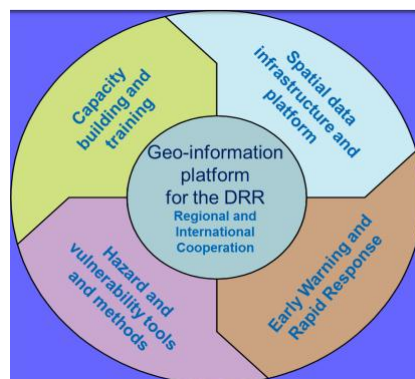 Capacity
building and
training
Spatial data
infrastructure and
platform
Geo-information
platform
for the DRR
Regional and
International
Cooperation
Hazard and
vulnerability tools
and methods
Early Warning and
Rapid Response